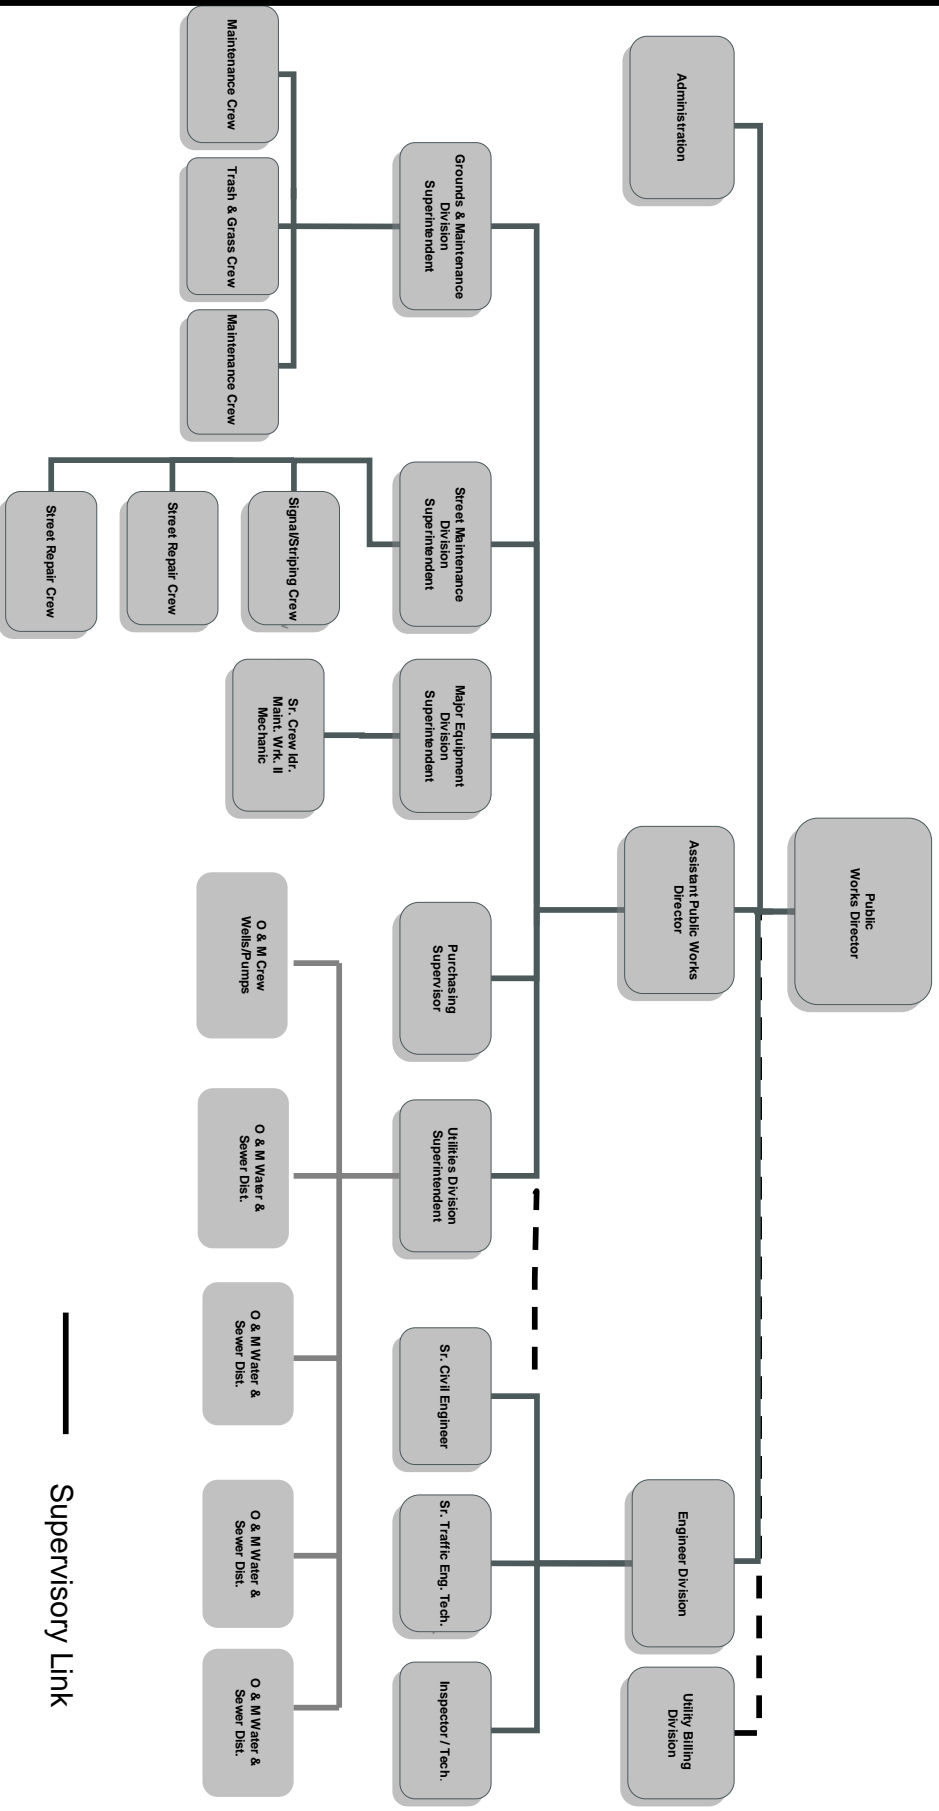 Public
Works Director
Administration
Assistant Public Works
Director
Engineer Division
Utility Billing
Division
Grounds & Maintenance
Division
Superintendent
Street Maintenance
Division
Superintendent
Major Equipment
Division
Superintendent
Purchasing
Supervisor
Utilities Division
Superintendent
Sr. Civil Engineer
Sr. Traffic Eng. Tech.
Inspector / Tech.
Maintenance Crew
Trash & Grass Crew
Maintenance Crew
Signal/Striping Crew
Street Repair Crew
Street Repair Crew
Sr. Crew ldr.
Maint. Wrk. II
Mechanic
O & M Crew
Wells/Pumps
O & M Water &
Sewer Dist.
O & M Water &
Sewer Dist.
O & M Water &
Sewer Dist.
O & M Water &
Sewer Dist.
Supervisory Link